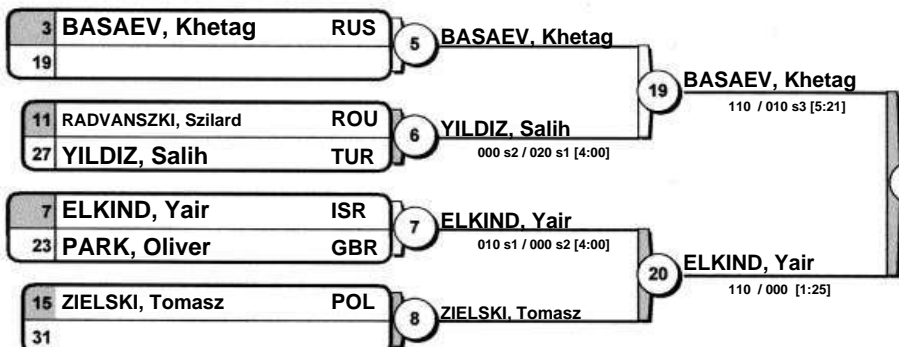 3 BASAEV, Khetag RUS
19
5 BASAEV, Khetag
19 BASAEV, Khetag
110 / 010 s3 [5:21]
11 RADVANSZKI, Szilard ROU
27 YILDIZ, Salih TUR
6 YILDIZ, Salih
000 s2 / 020 s1 [4:00]
7 ELKIND, Yair ISR
23 PARK, Oliver GBR
7 ELKIND, Yair
010 s1 / 000 s2 [4:00]
20 ELKIND, Yair
110 / 000 [1:25]
15 ZIELSKI, Tomasz POL
31
8 ZIELSKI, Tomasz